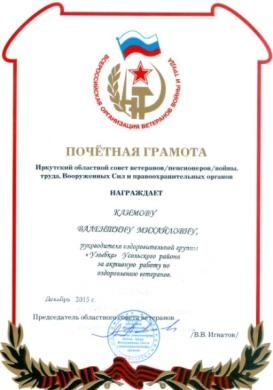 ВСЕРОССИЙСКАЯ ОРГАНИЗАЦИЯ ВЕТЕРАНОВ ВОЙНЫ И ТРУДА
ПОЧЁТНАЯ ГРАМОТА
Иркутский областной совет ветеранов/пенсионеров/войны,
труда, Вооруженных Сил и правоохранительных органов
НАГРАЖДАЕТ
КЛИМОВУ
ВАЛЕНТИНУ МИХАЙЛОВНУ,
руководителя оздоровительной группы
«Улыбка» Усольского района
за активную работу по
оздоровлению ветеранов.
Декабрь 2015 г.
Председатель областного совета ветеранов
/В.В. Игнатов/